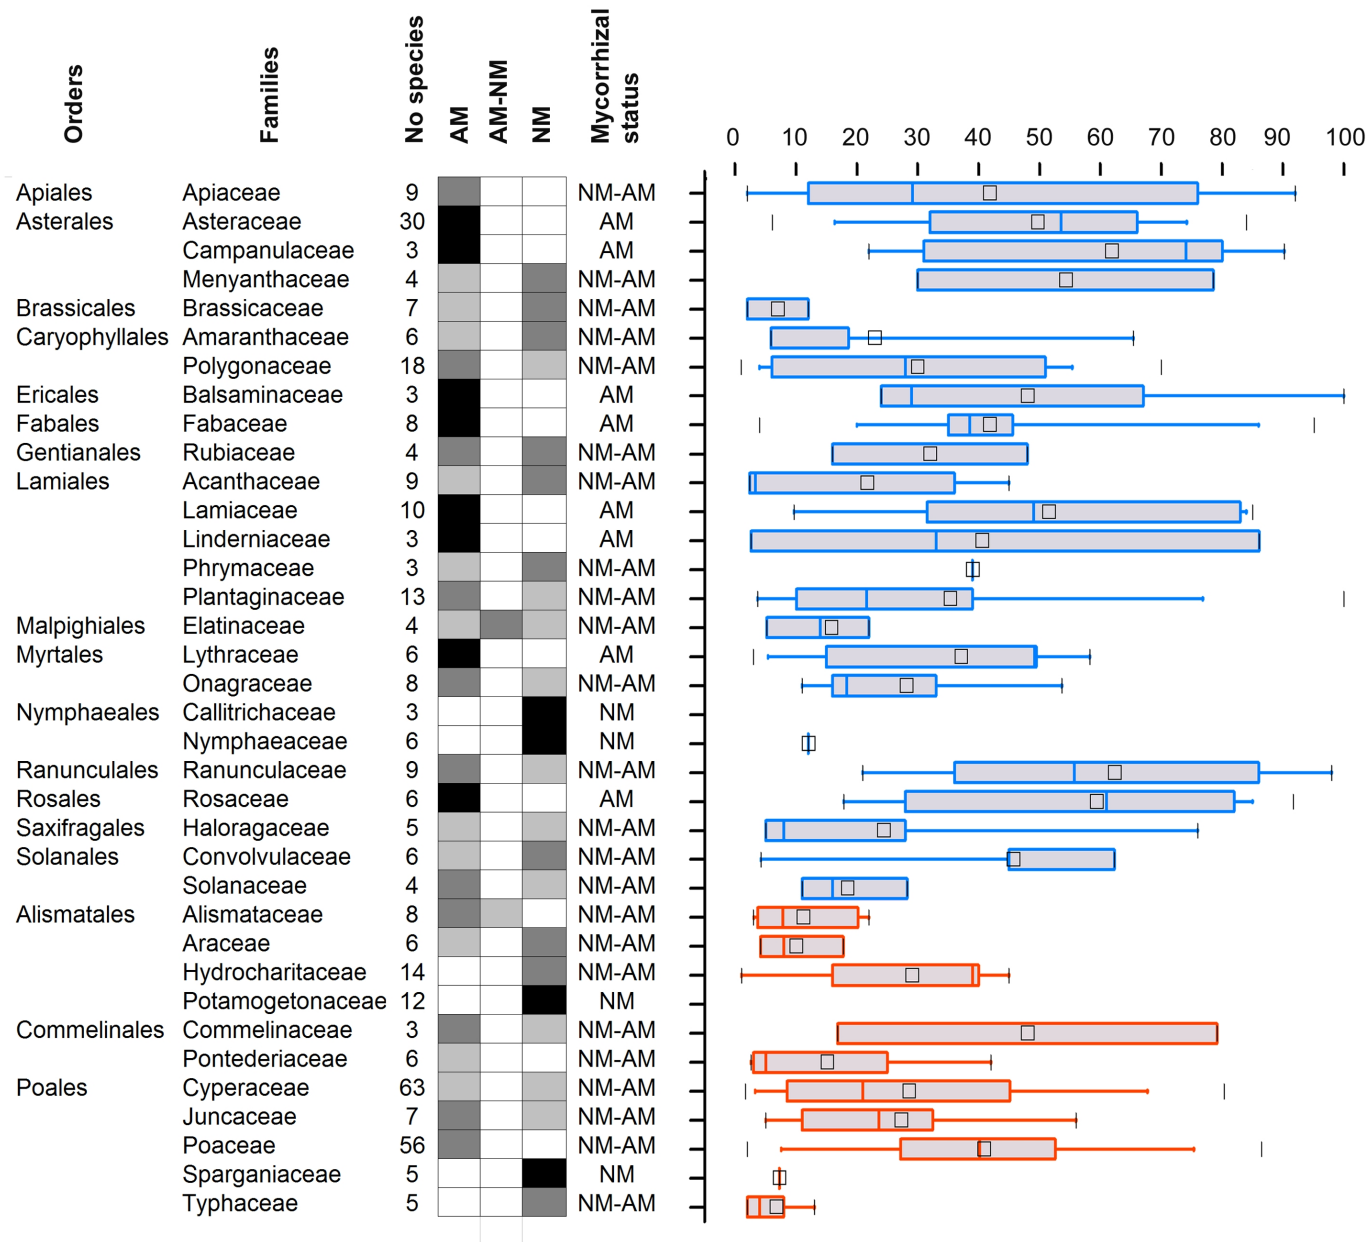 Orders Families No species AM AM-NM NM Mycorrhizal status
0 10 20 30 40 50 60 70 80 90 100
Apiales Apiaceae 9 NM-AM
Asterales Asteraceae 30 AM
Campanulaceae 3 AM
Menyanthaceae 4 NM-AM
Brassicales Brassicaceae 7 NM-AM
Caryophyllales Amaranthaceae 6 NM-AM
Polygonaceae 18 NM-AM
Ericales Balsaminaceae 3 AM
Fabales Fabaceae 8 AM
Gentianales Rubiaceae 4 NM-AM
Lamiales Acanthaceae 9 NM-AM
Lamiaceae 10 AM
Linderniaceae 3 AM
Phrymaceae 3 NM-AM
Plantaginaceae 13 NM-AM
Malpighiales Elatinaceae 4 NM-AM
Myrtales Lythraceae 6 AM
Onagraceae 8 NM-AM
Nymphaeales Callitrichaceae 3 NM
Nymphaeaceae 6 NM
Ranunculales Ranunculaceae 9 NM-AM
Rosales Rosaceae 6 AM
Saxifragales Haloragaceae 5 NM-AM
Solanales Convolvulaceae 6 NM-AM
Solanaceae 4 NM-AM
Alismatales Alismataceae 8 NM-AM
Araceae 6 NM-AM
Hydrocharitaceae 14 NM-AM
Potamogetonaceae 12 NM
Commelinales Commelinaceae 3 NM-AM
Pontederiaceae 6 NM-AM
Poales Cyperaceae 63 NM-AM
Juncaceae 7 NM-AM
Poaceae 56 NM-AM
Sparganiaceae 5 NM
Typhaceae 5 NM-AM